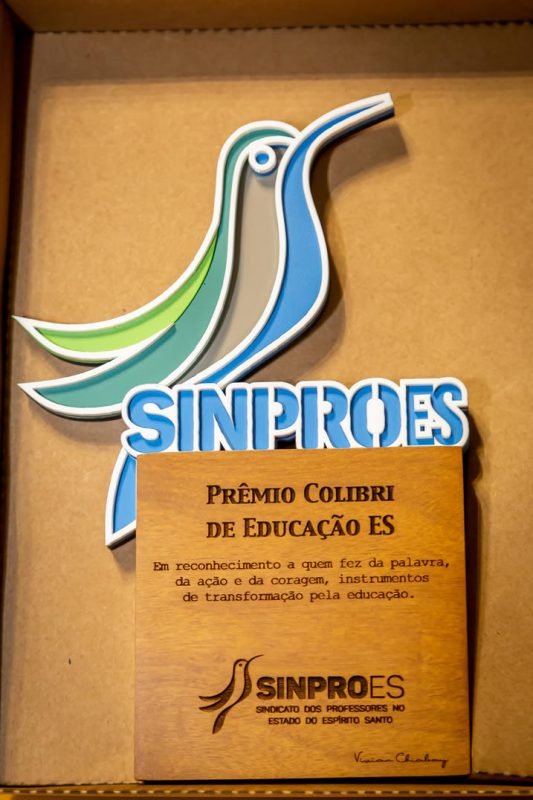 SINPROES
PRÊMIO COLIBRI
DE EDUCAÇÃO ES
Em reconhecimento a quem fez da palavra,
da ação e da coragem, instrumentos
de transformação pela educação.
SINPROES
SINDICATO DOS PROFESSORES NO
ESTADO DO ESPÍRITO SANTO